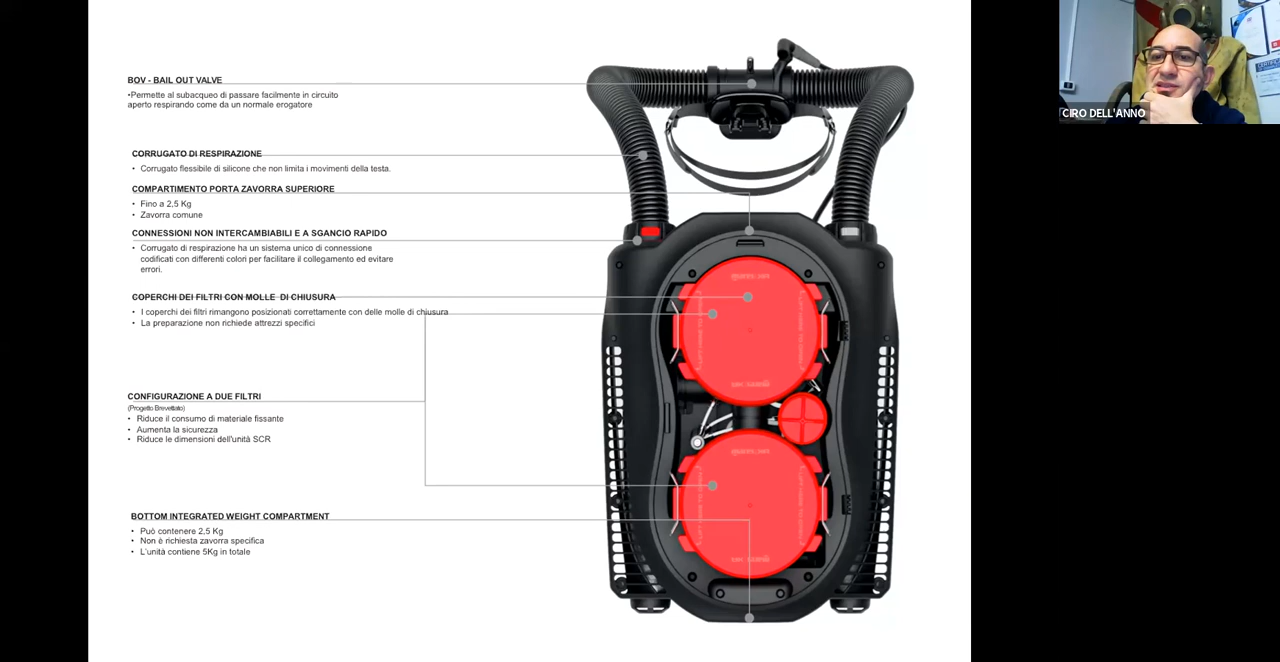 BOV - BAIL OUT VALVE
•Permette al subacqueo di passare facilmente in circuito
aperto respirando come da un normale erogatore
CORRUGATO DI RESPIRAZIONE
• Corrugato flessibile di silicone che non limita i movimenti della testa.
COMPARTIMENTO PORTA ZAVORRA SUPERIORE
• Fino a 2,5 Kg
• Zavorra comune
CONNESSIONI NON INTERCAMBIABILI E A SGANCIO RAPIDO
• Corrugato di respirazione ha un sistema unico di connessione
codificati con differenti colori per facilitare il collegamento ed evitare
errori.
COPERCHI DEI FILTRI CON MOLLE DI CHIUSURA
• I coperchi dei filtri rimangono posizionati correttamente con delle molle di chiusura
• La preparazione non richiede attrezzi specifici
CONFIGURAZIONE A DUE FILTRI
(Progetto Brevettato)
• Riduce il consumo di materiale fissante
• Aumenta la sicurezza
• Riduce le dimensioni dell'unità SCR
BOTTOM INTEGRATED WEIGHT COMPARTMENT
• Può contenere 2,5 Kg
• Non è richiesta zavorra specifica
• L'unità contiene 5Kg in totale
CIRO DELL'ANNO